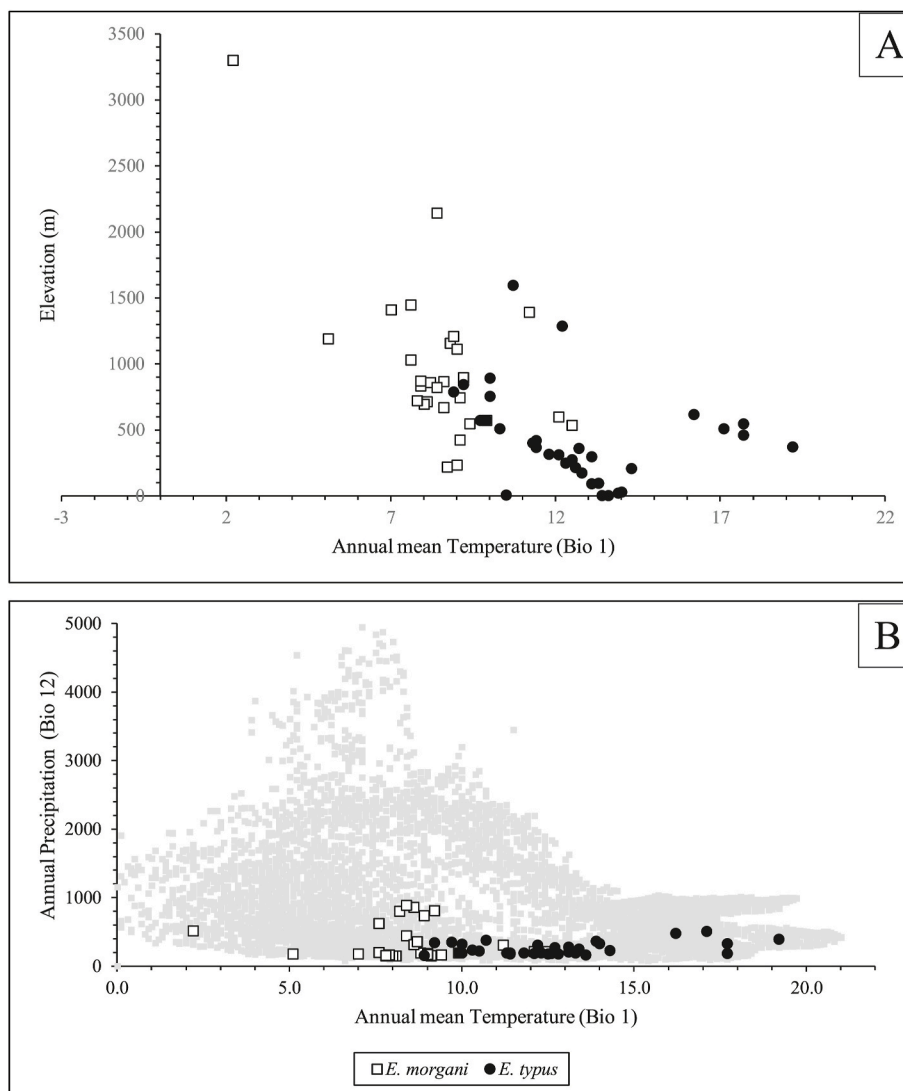 A
3500
3000
2500
2000
1500
1000
500
0
Elevation (m)
-3 2 7 12 17 22
Annual mean Temperature (Bio 1)
B
5000
4000
3000
2000
1000
0
Annual Precipitation (Bio 12)
0.0 5.0 10.0 15.0 20.0
Annual mean Temperature (Bio 1)
E. morgani E. typus